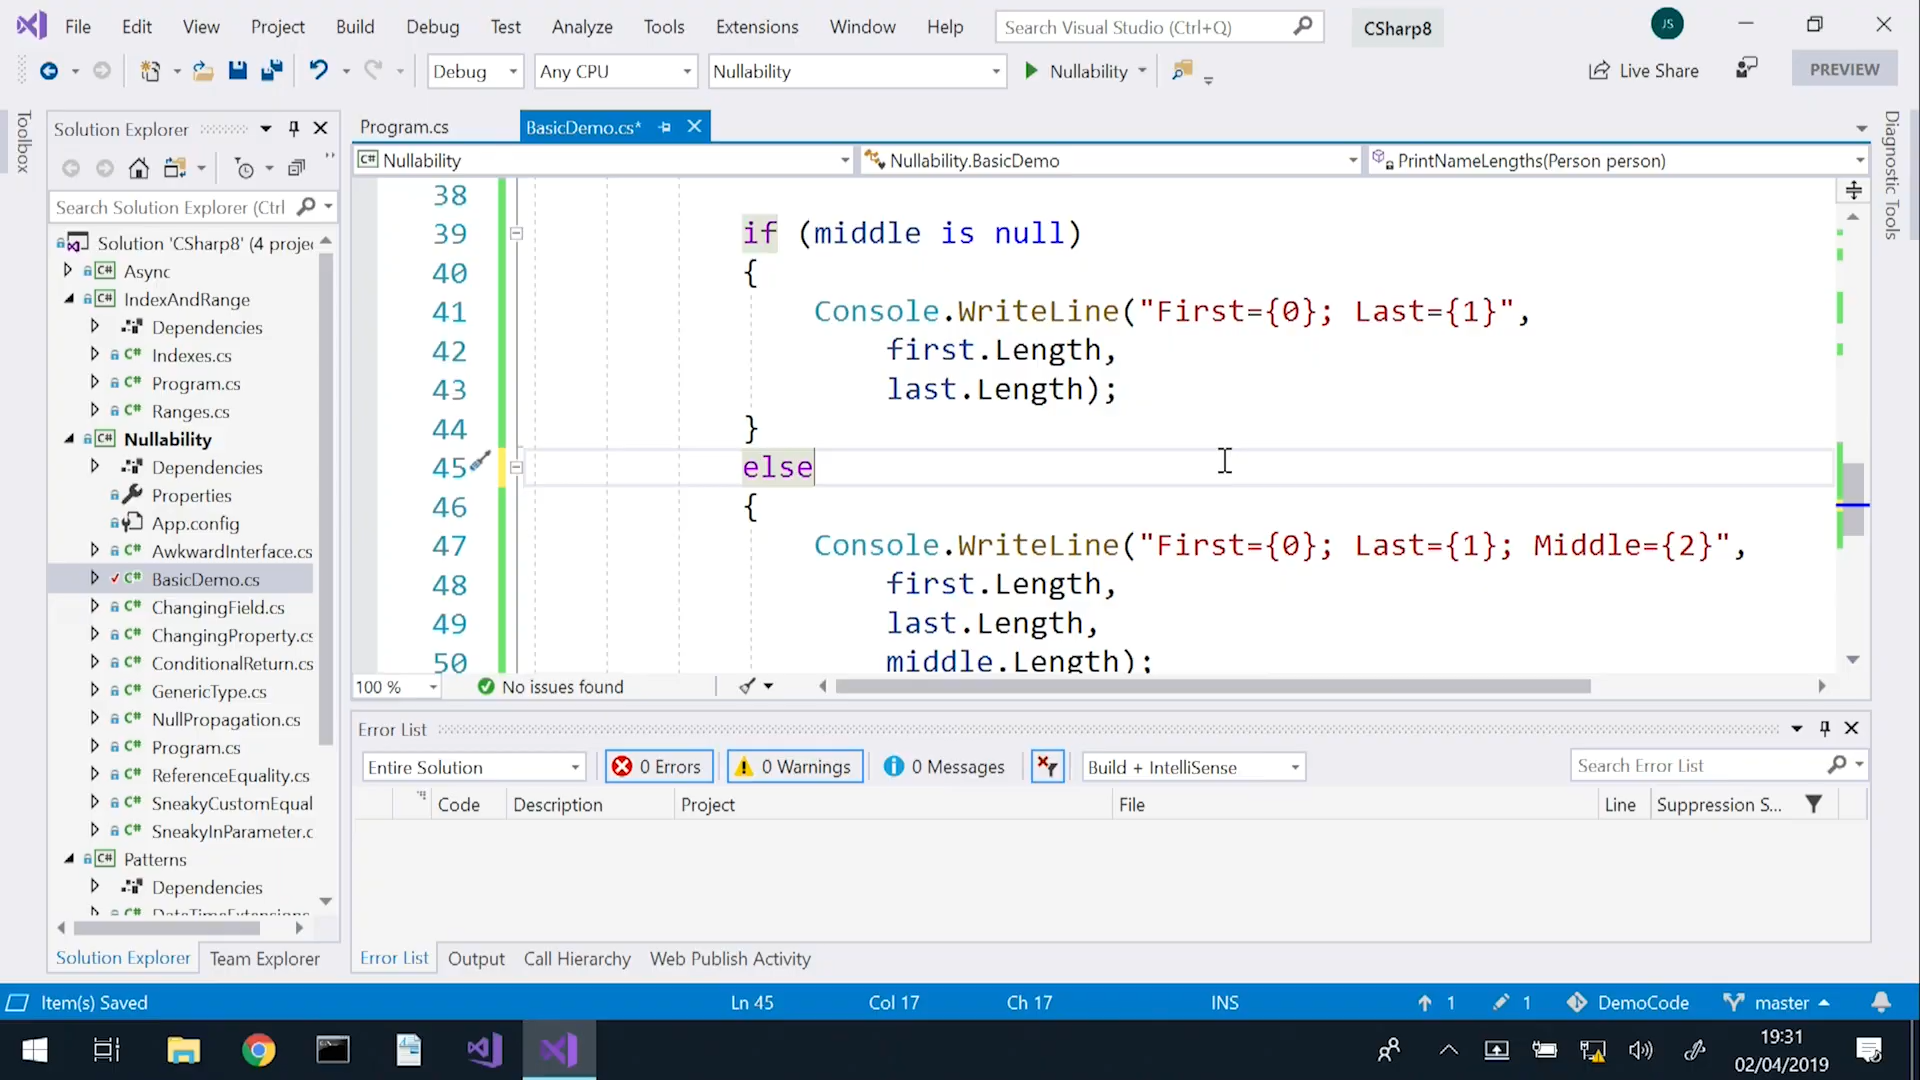 File Edit View Project Build Debug Test Analyze Tools Extensions Window Help Search Visual Studio (Ctrl+Q) CSharp8 JS
Debug Any CPU Nullability Nullability Live Share PREVIEW
Toolbox
Solution Explorer
Search Solution Explorer (Ctrl
Solution 'CSharp8' (4 proje
Async
IndexAndRange
Dependencies
Indexes.cs
Program.cs
Ranges.cs
Nullability
Dependencies
Properties
App.config
AwkwardInterface.cs
BasicDemo.cs
ChangingField.cs
ChangingProperty.cs
ConditionalReturn.cs
GenericType.cs
NullPropagation.cs
Program.cs
ReferenceEquality.cs
SneakyCustomEqual
SneakyInParameter.c
Patterns
Dependencies
DateTimeExtensions
Solution Explorer Team Explorer
Program.cs BasicDemo.cs*
Nullability Nullability.BasicDemo PrintNameLengths(Person person)
38
39 if (middle is null)
40 {
41 Console.WriteLine("First={0}; Last={1}",
42 first.Length,
43 last.Length);
44 }
45 else
46 {
47 Console.WriteLine("First={0}; Last={1}; Middle={2}",
48 first.Length,
49 last.Length,
50 middle.Length);
100 % No issues found
Diagnostic Tools
Error List
Entire Solution 0 Errors 0 Warnings 0 Messages Build + IntelliSense Search Error List
Code Description Project File Line Suppression S...
Error List Output Call Hierarchy Web Publish Activity
Item(s) Saved Ln 45 Col 17 Ch 17 INS 1 1 DemoCode master
19:31
02/04/2019